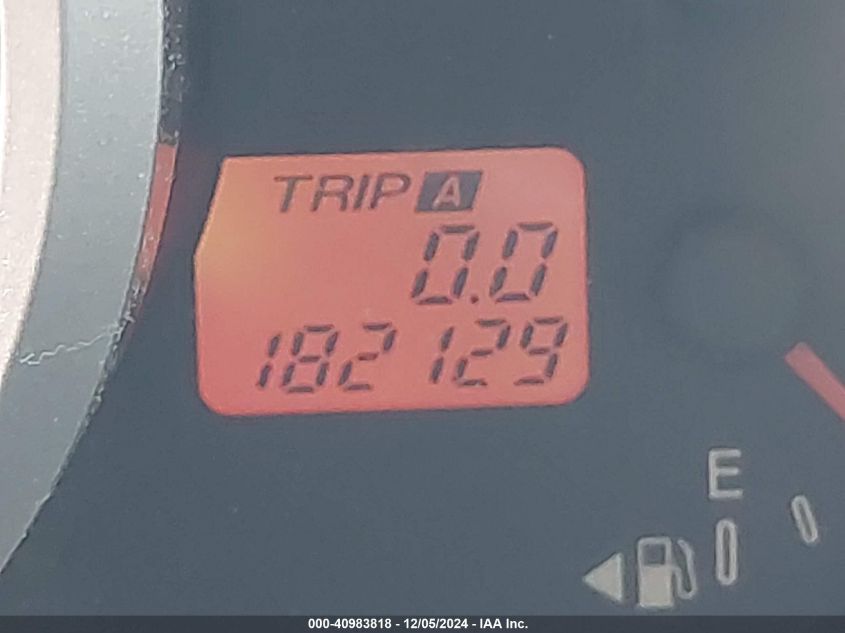 TRIP A
0.0
182129
E
000-40983818 - 12/05/2024 - IAA Inc.